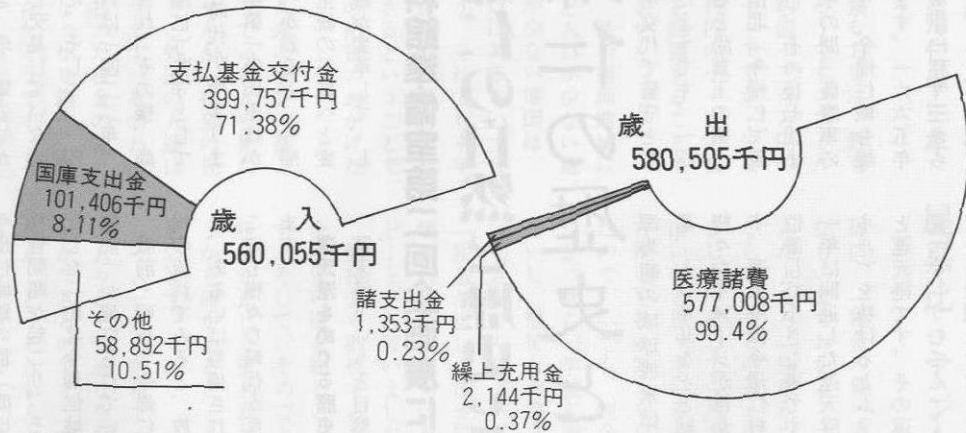 支払基金交付金
399,757千円
71.38%
国庫支出金
101,406千円
8.11%
歳 入
560,055千円
その他
58,892千円
10.51%
歳 出
580,505千円
医療諸費
577,008千円
99.4%
諸支出金
1,353千円
0.23%
繰上充用金
2,144千円
0.37%